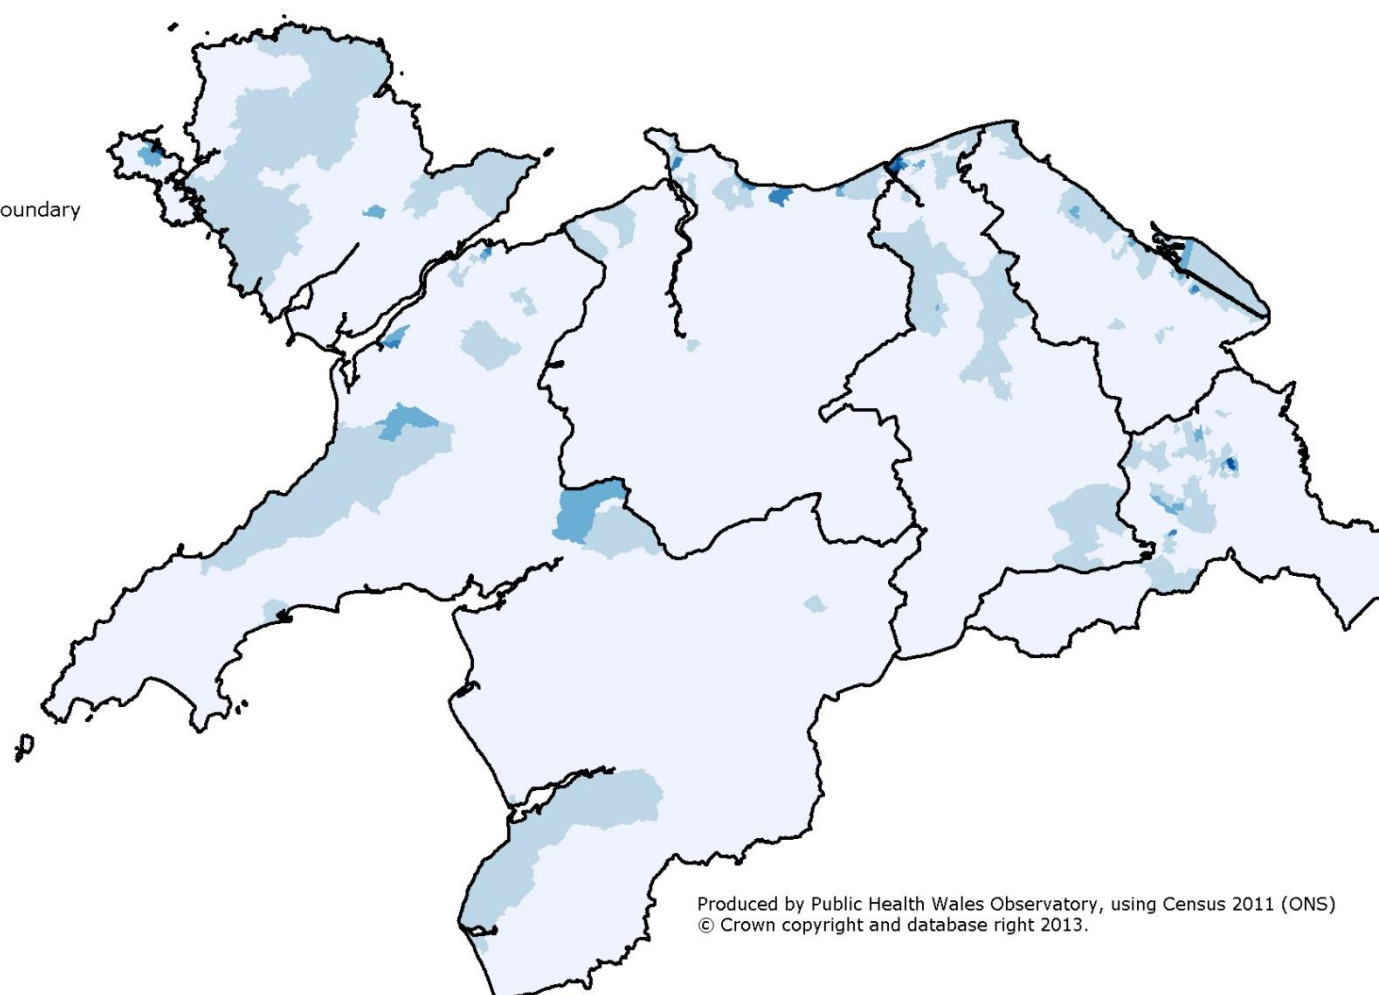 oundary
Produced by Public Health Wales Observatory, using Census 2011 (ONS)
© Crown copyright and database right 2013.